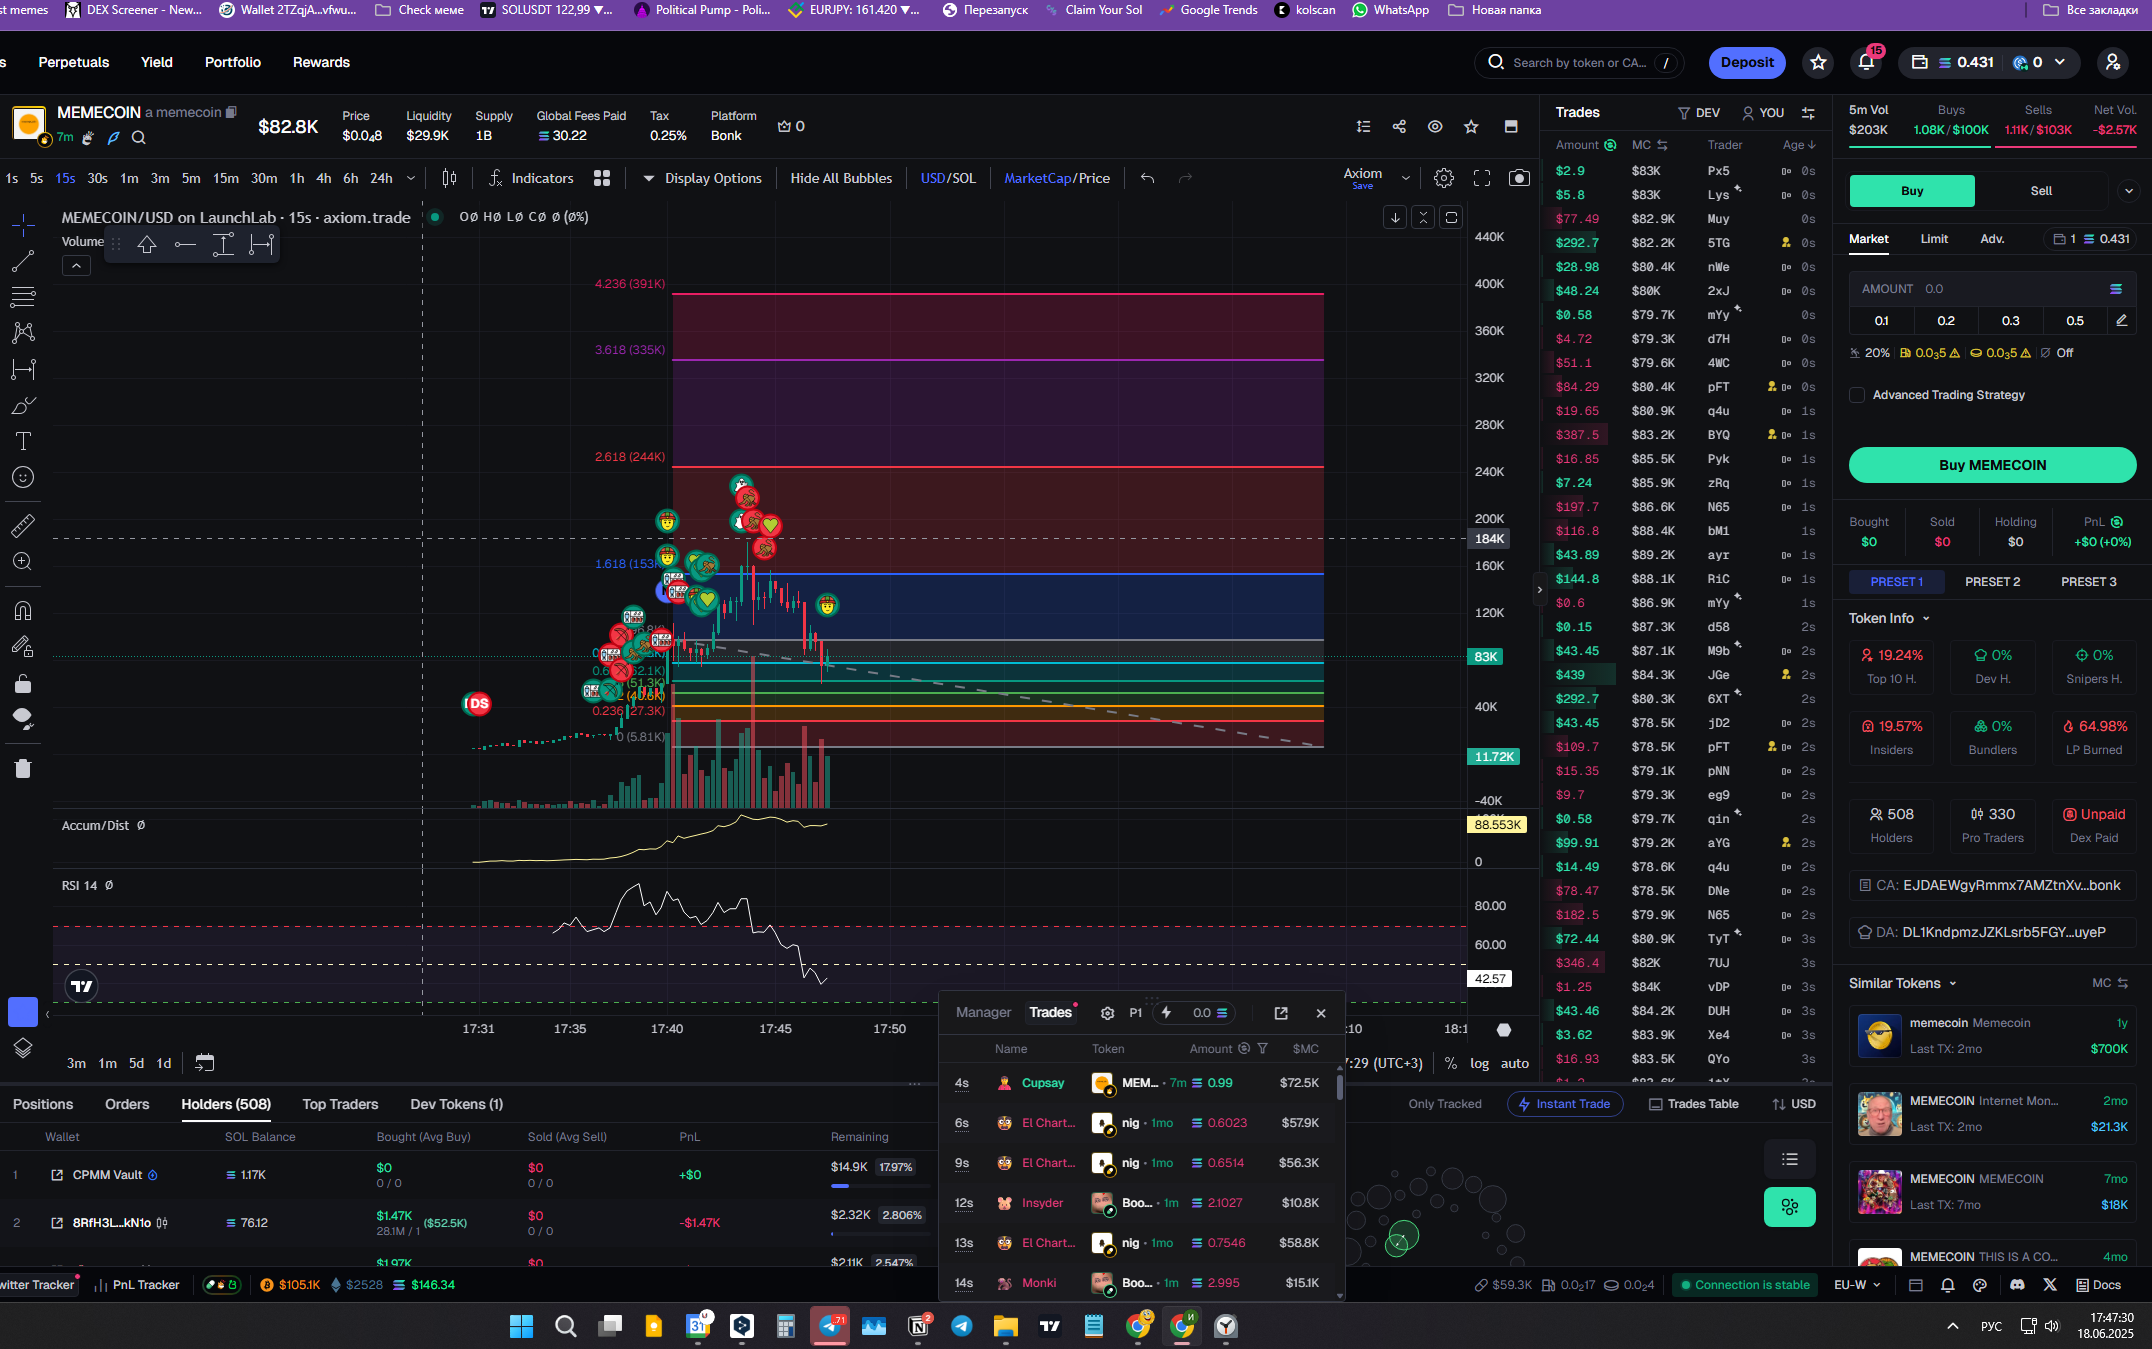 st memes DEX Screener - New... Wallet 2TZqjA...vfwu... Check меме SOLUSDT 122,99 ▼... Political Pump - Poli... EURJPY: 161.420 ▼... Перезапуск Claim Your Sol Google Trends kolscan WhatsApp Новая папка Все закладки
s Perpetuals Yield Portfolio Rewards Search by token or CA... / Deposit 15 0.431 0
MEMECOIN a memecoin
7m
$82.8K
Price Liquidity Supply Global Fees Paid Tax Platform
$0.0₄8 $29.9K 1B 30.22 0.25% Bonk 0
1s 5s 15s 30s 1m 3m 5m 15m 30m 1h 4h 6h 24h Indicators Display Options Hide All Bubbles USD/SOL MarketCap/Price Axiom
Save
MEMECOIN/USD on LaunchLab · 15s · axiom.trade O∅ H∅ L∅ C∅ ∅ (∅%)
Volume
440K
4.236 (391K) 400K
360K
3.618 (335K)
320K
280K
2.618 (244K) 240K
200K
184K
1.618 (153K) 160K
120K
83K
(51.3K)
(40.6K)
0.236 (27.3K) 40K
0 (5.81K)
11.72K
-40K
DS
Accum/Dist ∅
88.553K
0
RSI 14 ∅
80.00
60.00
42.57
17:31 17:35 17:40 17:45 17:50 :10 18:1
3m 1m 5d 1d 7:29 (UTC+3) % log auto
Trades DEV YOU
Amount MC Trader Age
$2.9 $83K Px5 0s
$5.8 $83K Lys 0s
$77.49 $82.9K Muy 0s
$292.7 $82.2K 5TG 0s
$28.98 $80.4K nWe 0s
$48.24 $80K 2xJ 0s
$0.58 $79.7K mYy 0s
$4.72 $79.3K d7H 0s
$51.1 $79.6K 4WC 0s
$84.29 $80.4K pFT 0s
$19.65 $80.9K q4u 1s
$387.5 $83.2K BYQ 1s
$16.85 $85.5K Pyk 1s
$7.24 $85.9K zRq 1s
$197.7 $86.6K N65 1s
$116.8 $88.4K bM1 1s
$43.89 $89.2K ayr 1s
$144.8 $88.1K RiC 1s
$0.6 $86.9K mYy 1s
$0.15 $87.3K d58 2s
$43.45 $87.1K M9b 2s
$439 $84.3K JGe 2s
$292.7 $80.3K 6XT 2s
$43.45 $78.5K jD2 2s
$109.7 $78.5K pFT 2s
$15.35 $79.1K pNN 2s
$9.7 $79.3K eg9 2s
$0.58 $79.7K qin 2s
$99.91 $79.2K aYG 2s
$14.49 $78.6K q4u 2s
$78.47 $78.5K DNe 2s
$182.5 $79.9K N65 2s
$72.44 $80.9K TyT 3s
$346.4 $82K 7UJ 3s
$1.25 $84K vDP 3s
$43.46 $84.2K DUH 3s
$3.62 $83.9K Xe4 3s
$16.93 $83.5K QYo 3s
5m Vol Buys Sells Net Vol.
$203K 1.08K/$100K 1.11K/$103K -$2.57K
Buy Sell
Market Limit Adv. 1 0.431
AMOUNT 0.0
0.1 0.2 0.3 0.5
20% 0.0₃5 0.0₃5 Off
Advanced Trading Strategy
Buy MEMECOIN
Bought Sold Holding PnL
$0 $0 $0 +$0 (+0%)
PRESET 1 PRESET 2 PRESET 3
Token Info
19.24% 0% 0%
Top 10 H. Dev H. Snipers H.
19.57% 0% 64.98%
Insiders Bundlers LP Burned
508 330 Unpaid
Holders Pro Traders Dex Paid
CA: EJDAEWgyRmmx7AMZtnXv...bonk
DA: DL1KndpmzJZKLsrb5FGY...uyeP
Similar Tokens MC
memecoin Memecoin 1y
Last TX: 2mo $700K
MEMECOIN Internet Mon... 2mo
Last TX: 2mo $21.3K
MEMECOIN MEMECOIN 7mo
Last TX: 7mo $18K
MEMECOIN THIS IS A CO... 4mo
Manager Trades P1 0.0
Name Token Amount $MC
4s Cupsay MEM... · 7m 0.99 $72.5K
6s El Chart... nig · 1mo 0.6023 $57.9K
9s El Chart... nig · 1mo 0.6514 $56.3K
12s Insyder Boo... · 1m 2.1027 $10.8K
13s El Chart... nig · 1mo 0.7546 $58.8K
14s Monki Boo... · 1m 2.995 $15.1K
Positions Orders Holders (508) Top Traders Dev Tokens (1) Only Tracked Instant Trade Trades Table USD
Wallet SOL Balance Bought (Avg Buy) Sold (Avg Sell) PnL Remaining
1 CPMM Vault 1.17K $0 $0 +$0 $14.9K 17.97%
0 / 0 0 / 0
2 8RfH3L...kN1o 76.12 $1.47K ($52.5K) $0 -$1.47K $2.32K 2.806%
28.1M / 1 0 / 0
$1.97K $0 $2.11K 2.547%
witter Tracker PnL Tracker $105.1K $2528 $146.34 $59.3K 0.0₂17 0.0₂4 Connection is stable EU-W Docs
31 71 2 РУС 17:47:30
18.06.2025